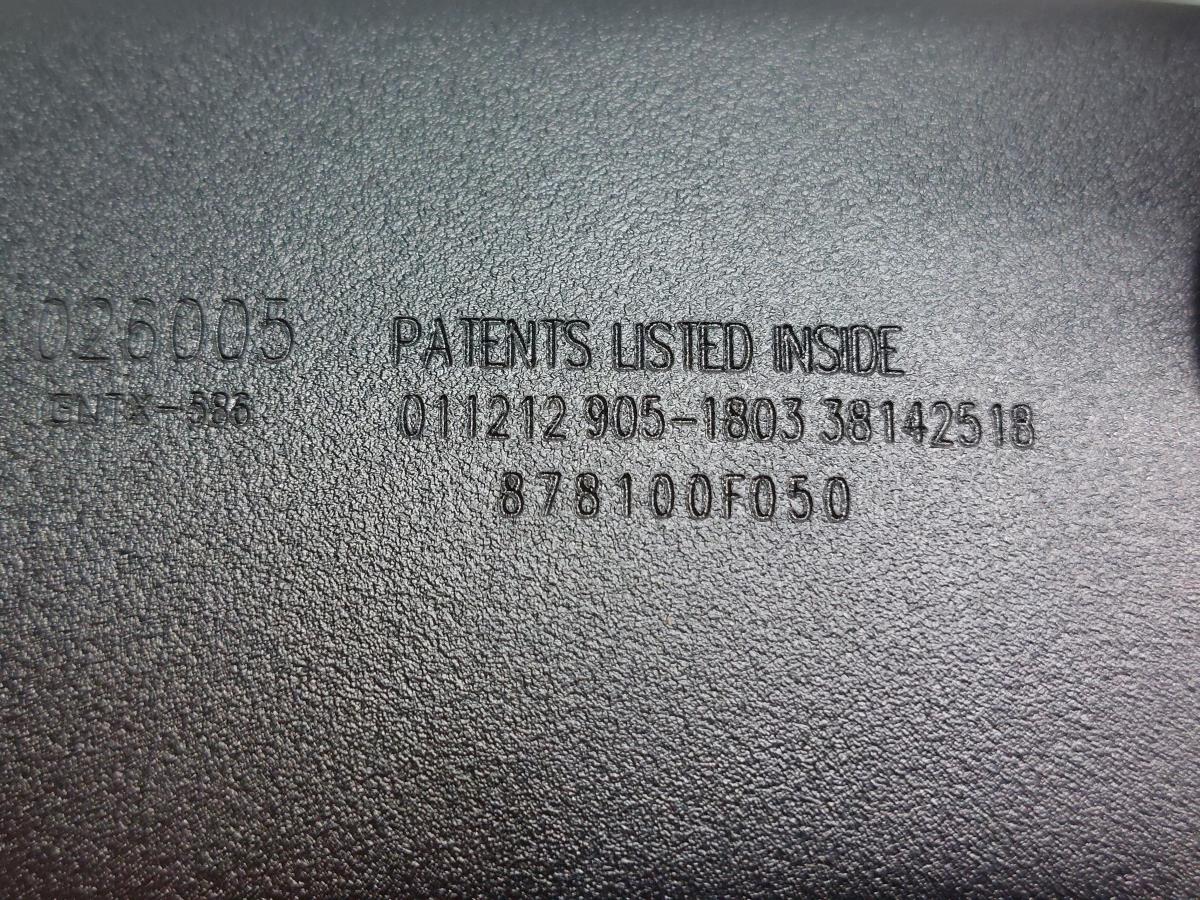 026005
GNTX-586
PATENTS LISTED INSIDE
011212 905-1803 38142518
878100F050